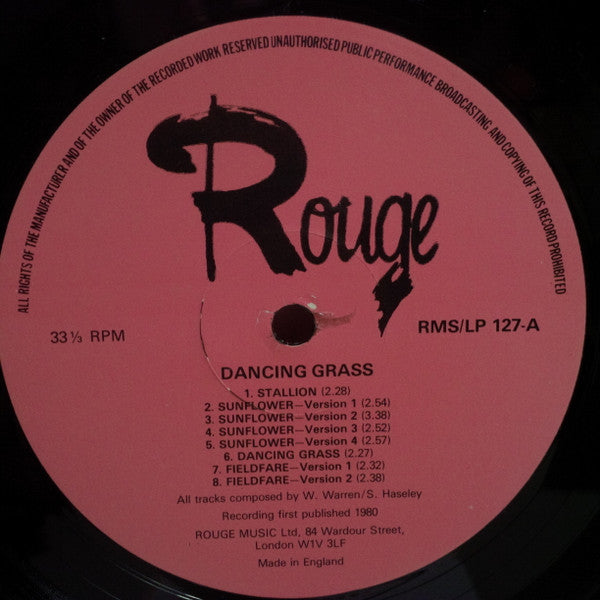 ALL RIGHTS OF THE MANUFACTURER AND OF THE OWNER OF THE RECORDED WORK RESERVED UNAUTHORISED PUBLIC PERFORMANCE BROADCASTING AND COPYING OF THIS RECORD PROHIBITED
Rouge
33 ⅓ RPM
RMS/LP 127-A
DANCING GRASS
1. STALLION (2.28)
2. SUNFLOWER—Version 1 (2.54)
3. SUNFLOWER—Version 2 (3.38)
4. SUNFLOWER—Version 3 (2.52)
5. SUNFLOWER—Version 4 (2.57)
6. DANCING GRASS (2.27)
7. FIELDFARE—Version 1 (2.32)
8. FIELDFARE—Version 2 (2.38)
All tracks composed by W. Warren/S. Haseley
Recording first published 1980
ROUGE MUSIC Ltd, 84 Wardour Street,
London W1V 3LF
Made in England